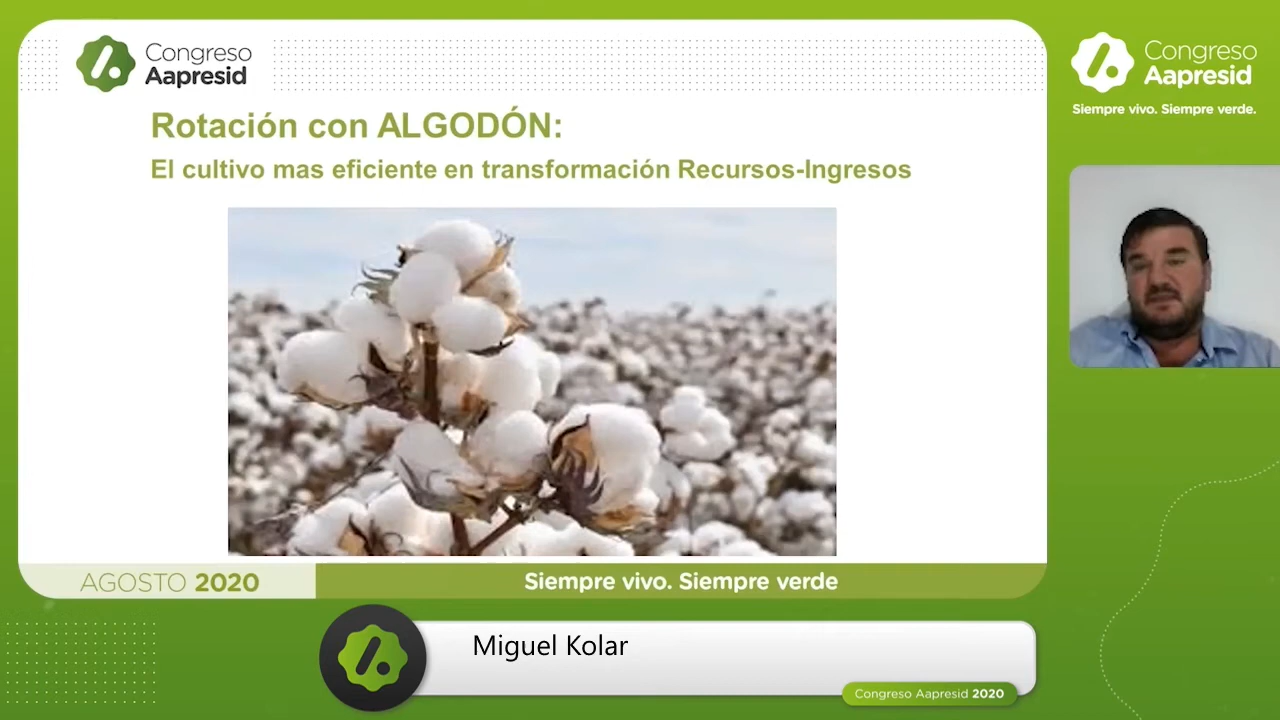 Congreso
Aapresid
Rotación con ALGODÓN:
El cultivo mas eficiente en transformación Recursos-Ingresos
AGOSTO 2020
Siempre vivo. Siempre verde
Congreso
Aapresid
Siempre vivo. Siempre verde.
Miguel Kolar
Congreso Aapresid 2020